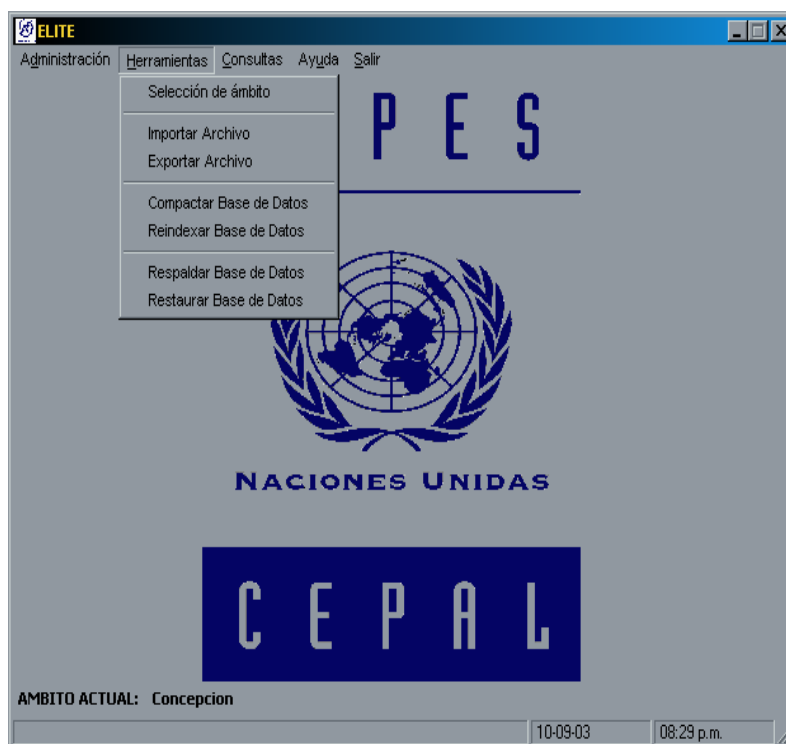 ELITE
Administración Herramientas Consultas Ayuda Salir
Selección de ámbito
Importar Archivo
Exportar Archivo
Compactar Base de Datos
Reindexar Base de Datos
Respaldar Base de Datos
Restaurar Base de Datos
P E S
NACIONES UNIDAS
CEPAL
AMBITO ACTUAL: Concepcion
10-09-03 08:29 p.m.